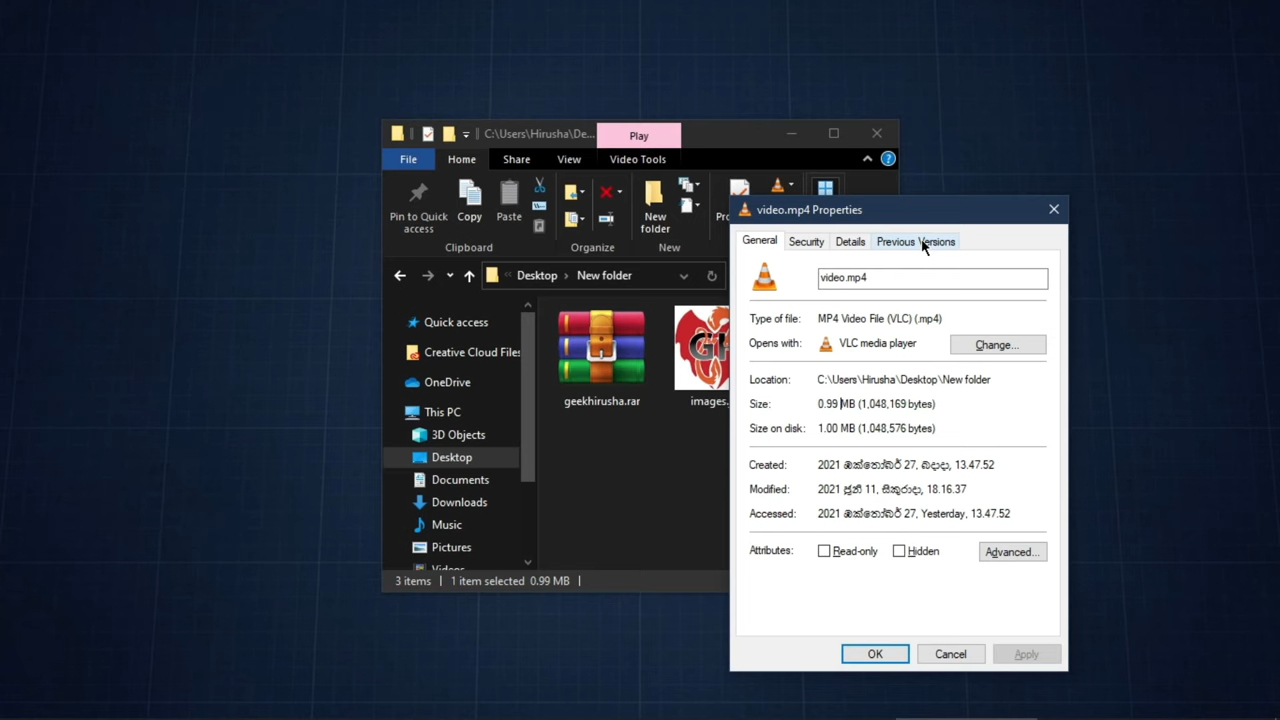 C:\Users\Hirusha\De...
Play
File
Home
Share
View
Video Tools
Pin to Quick
access
Copy
Paste
New
folder
Clipboard
Organize
New
Desktop
New folder
Quick access
Creative Cloud Files
OneDrive
This PC
3D Objects
Desktop
Documents
Downloads
Music
Pictures
Videos
geekhirusha.rar
images.
3 items
1 item selected 0.99 MB
video.mp4 Properties
General
Security
Details
Previous Versions
video.mp4
Type of file: MP4 Video File (VLC) (.mp4)
Opens with: VLC media player
Change...
Location: C:\Users\Hirusha\Desktop\New folder
Size: 0.99 MB (1,048,169 bytes)
Size on disk: 1.00 MB (1,048,576 bytes)
Created: 2021 ඔක්තෝබර් 27, බදාදා, 13.47.52
Modified: 2021 ජූනි 11, සිකුරාදා, 18.16.37
Accessed: 2021 ඔක්තෝබර් 27, Yesterday, 13.47.52
Attributes: Read-only Hidden
Advanced...
OK
Cancel
Apply